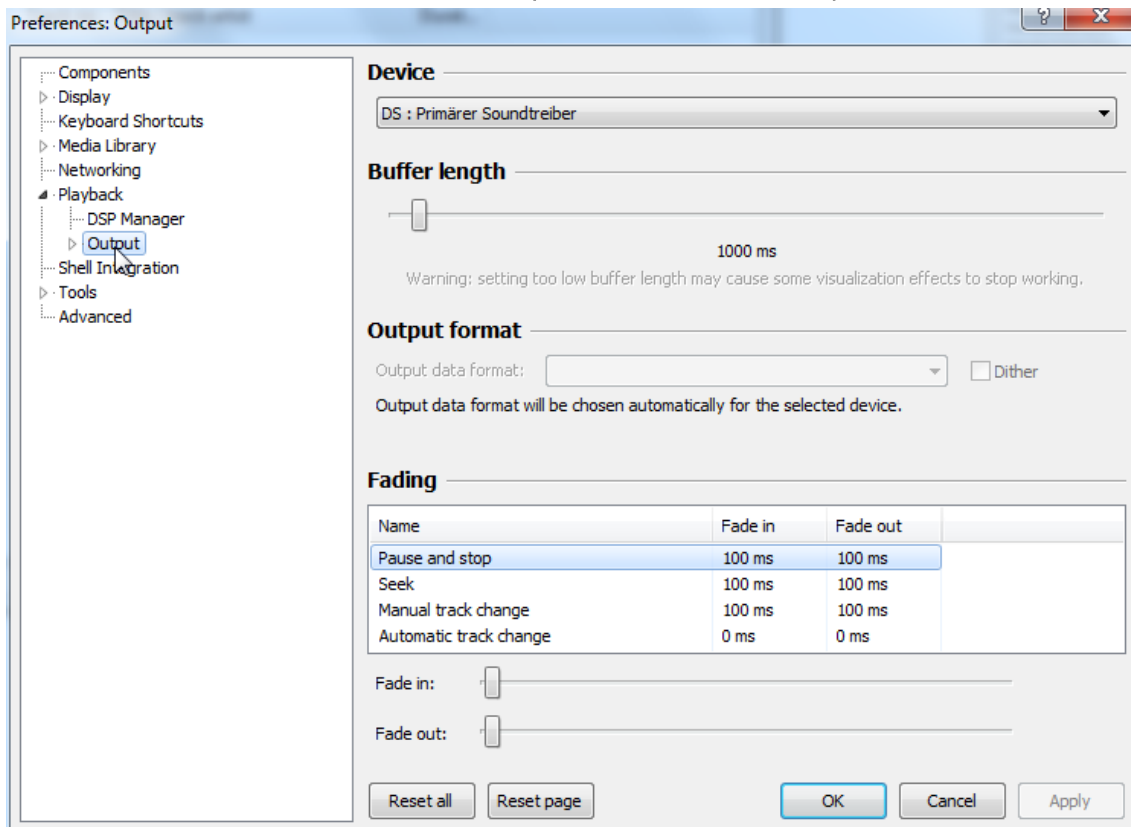 Preferences: Output
Components
Display
Keyboard Shortcuts
Media Library
Networking
Playback
DSP Manager
Output
Shell Integration
Tools
Advanced
Device
DS : Primärer Soundtreiber
Buffer length
1000 ms
Warning: setting too low buffer length may cause some visualization effects to stop working.
Output format
Output data format:
Dither
Output data format will be chosen automatically for the selected device.
Fading
Name Fade in Fade out
Pause and stop 100 ms 100 ms
Seek 100 ms 100 ms
Manual track change 100 ms 100 ms
Automatic track change 0 ms 0 ms
Fade in:
Fade out:
Reset all Reset page OK Cancel Apply